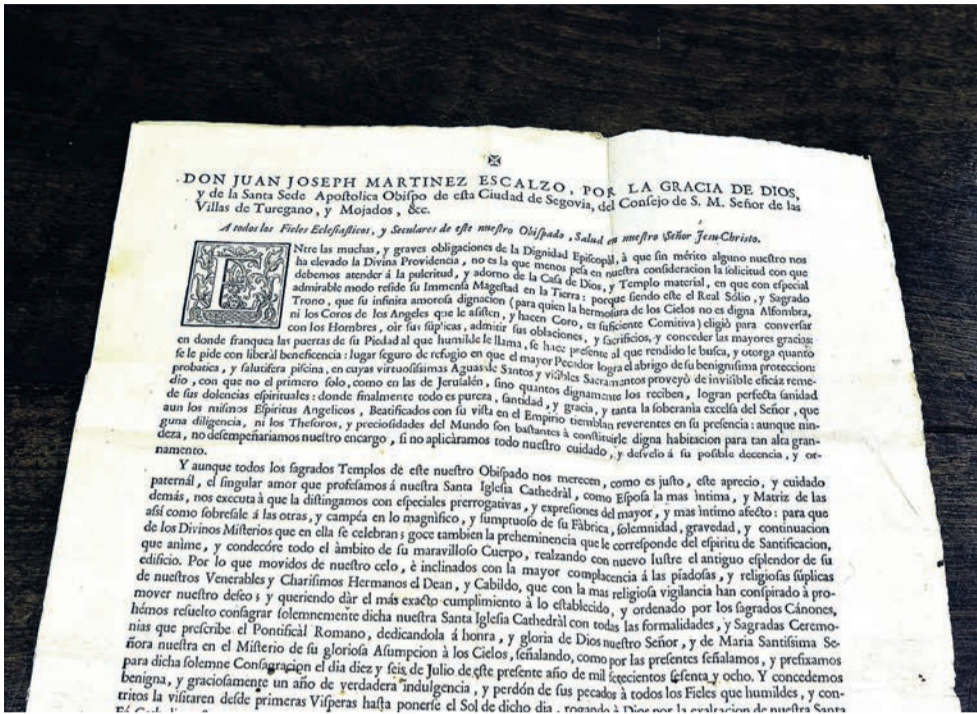 DON JUAN JOSEPH MARTINEZ ESCALZO, POR LA GRACIA DE DIOS,
y de la Santa Sede Apostolica Obispo de esta Ciudad de Segovia, del Consejo de S. M. Señor de las
Villas de Turegano, y Mojados, &c.
A todos los Fieles Eclesiasticos, y Seculares de este nuestro Obispado, Salud en nuestro Señor Jesu-Christo.
ENtre las muchas, y graves obligaciones de la Dignidad Episcopàl, à que sin mérito alguno nuestro nos
ha elevado la Divina Providencia, no es la que menos pesa en nuestra consideracion la solicitud con que
debemos atender á la pulcritud, y adorno de la Casa de Dios, y Templo material, en que con especial
admirable modo reside su Immensa Magestad en la Tierra: porque siendo este el Real Sólio, y Sagrado
Trono, que su infinita amorosa dignacion (para quien la hermosura de los Cielos no es digna Alfombra,
ni los Coros de los Angeles que le asisten, y hacen Coro, es suficiente Comitiva) eligió para conversar
con los Hombres, oir sus súplicas, admitir sus oblaciones, y sacrificios, y conceder las mayores gracias:
en donde franquea las puertas de su Piedad al que humilde le llama, se hace presente al que rendido le busca, y otorga quanto
se le pide con liberàl beneficencia: lugar seguro de refugio en que el mayor Pecador logra el abrigo de su benignisima proteccion:
probatica, y salutifera piscina, en cuyas virtuosisimas Aguas de Santos y visibles Sacramentos proveyó de invisible eficáz reme-
dio, con que no el primero solo, como en las de Jerusalén, sino quantos dignamente los reciben, logran perfecta sanidad
de sus dolencias espirituales: donde finalmente todo es pureza, santidad, y gracia, y tanta la soberanìa excelsa del Señor, que
aun los mismos Espiritus Angelicos, Beatificados con su vista en el Empirio tiemblan reverentes en su presencia: aunque nin-
guna diligencia, ni los Thesoros, y preciosidades del Mundo son bastantes à constituirle digna habitacion para tan alta gran-
deza, no desempeñariamos nuestro encargo, si no aplicàramos todo nuestro cuidado, y desvelo á su posible decencia, y or-
namento.
Y aunque todos los sagrados Templos de este nuestro Obispado nos merecen, como es justo, este aprecio, y cuidado
paternál, el singular amor que profesamos á nuestra Santa Iglesia Cathedràl, como Esposa la mas ìntima, y Matriz de las
demás, nos executa à que la distingamos con especiales prerrogativas, y expresiones del mayor, y mas ìntimo afecto: para que
assi como sobresale á las otras, y campéa en lo magnìfico, y sumptuoso de su Fàbrica, solemnidad, gravedad, y continuacion
de los Divinos Misterios que en ella se celebran; goce tambien la preheminencia que le corresponde del espiritu de Santificacion,
que anìme, y condecóre todo el àmbito de su maravilloso Cuerpo, realzando con nuevo lustre el antiguo esplendor de su
edificio. Por lo que movidos de nuestro celo, è inclinados con la mayor complacencia á las piadosas, y religiosas súplicas
de nuestros Venerables y Charisimos Hermanos el Dean, y Cabildo, que con la mas religiosa vigilancia han conspirado à pro-
mover nuestro deseo; y queriendo dàr el más exacto cumplimiento à lo establecido, y ordenado por los sagrados Cánones,
hémos resuelto consagrar solemnemente dicha nuestra Santa Iglesia Cathedràl con todas las formalidades, y Sagradas Ceremo-
nias que prescribe el Pontificàl Romano, dedicandola á honra, y gloria de Dios nuestro Señor, y de Maria Santisima Se-
ñora nuestra en el Misterio de su gloriosa Asumpcion à los Cielos, señalando, como por las presentes señalamos, y prefixamos
para dicha solemne Consagracion el dia diez y seis de Julio de este presente año de mil setecientos sesenta y ocho. Y concedemos
benigna, y graciosamente un año de verdadera indulgencia, y perdón de sus pecados à todos los Fieles que humildes, y con-
tritos la visitaren desde primeras Visperas hasta ponerse el Sol de dicho dia, rogando à Dios por la exaltacion de nuestra Santa